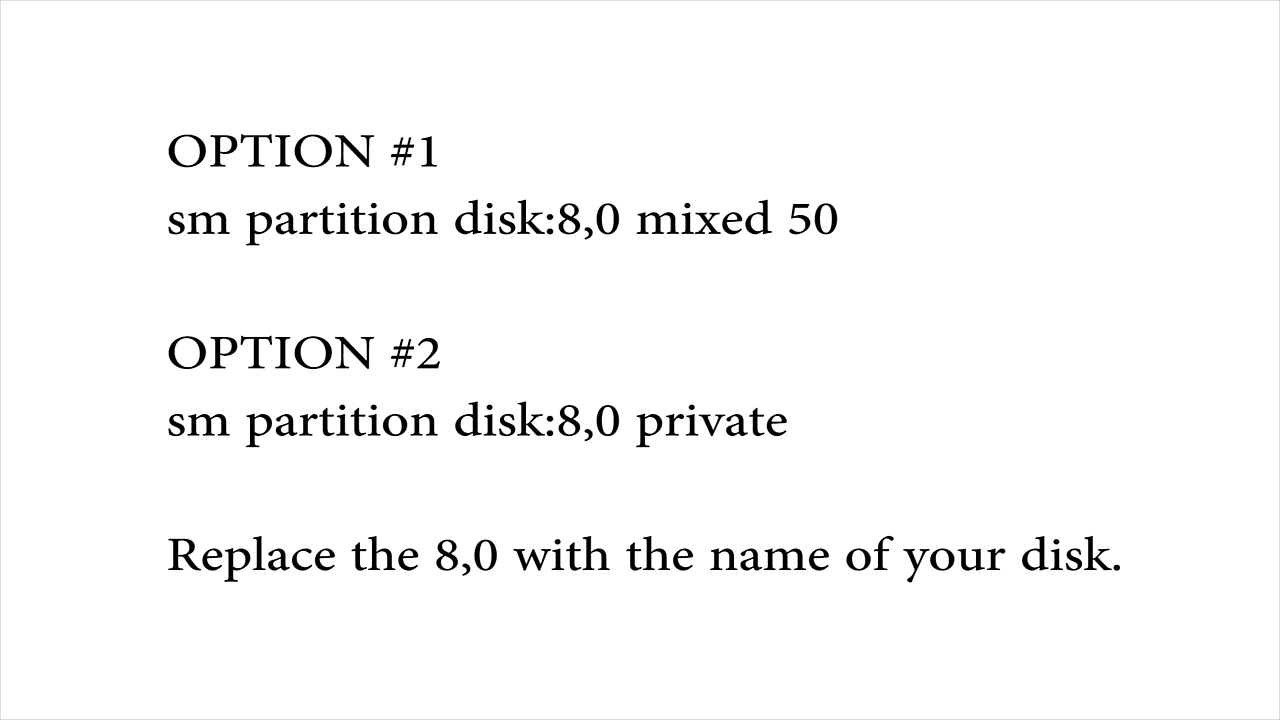 OPTION #1
sm partition disk:8,0 mixed 50
OPTION #2
sm partition disk:8,0 private
Replace the 8,0 with the name of your disk.